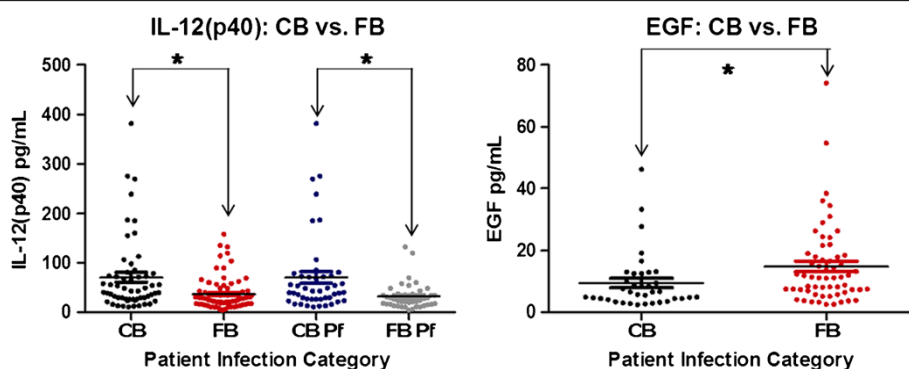 IL-12(p40): CB vs. FB
IL-12(p40) pg/mL
500
400
300
200
100
0
*
*
CB
FB
CB Pf
FB Pf
Patient Infection Category
EGF: CB vs. FB
EGF pg/mL
80
60
40
20
0
*
CB
FB
Patient Infection Category